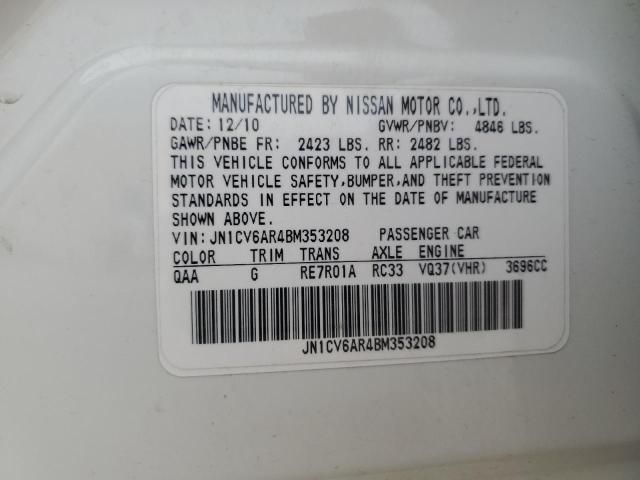 MANUFACTURED BY NISSAN MOTOR CO.,LTD.
DATE: 12/10 GVWR/PNBV: 4846 LBS.
GAWR/PNBE FR: 2423 LBS. RR: 2482 LBS.
THIS VEHICLE CONFORMS TO ALL APPLICABLE FEDERAL
MOTOR VEHICLE SAFETY,BUMPER,AND THEFT PREVENTION
STANDARDS IN EFFECT ON THE DATE OF MANUFACTURE
SHOWN ABOVE.
VIN: JN1CV6AR4BM353208 PASSENGER CAR
COLOR TRIM TRANS AXLE ENGINE
QAA G RE7R01A RC33 VQ37(VHR) 3696CC
JN1CV6AR4BM353208